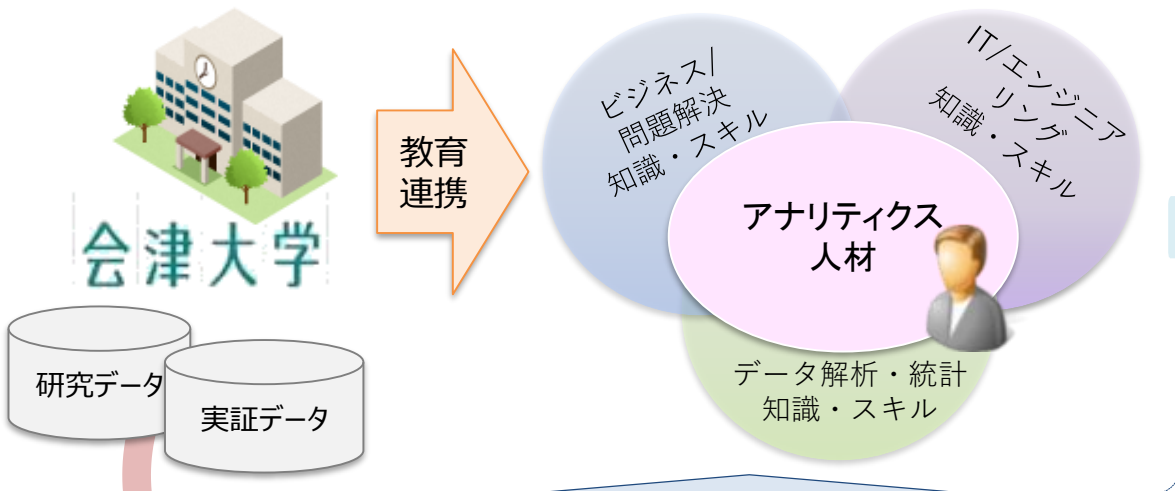 会津大学
研究データ
実証データ
教育
連携
ビジネス/
問題解決
知識・スキル
IT/エンジニア
リング
知識・スキル
アナリティクス
人材
データ解析・統計
知識・スキル